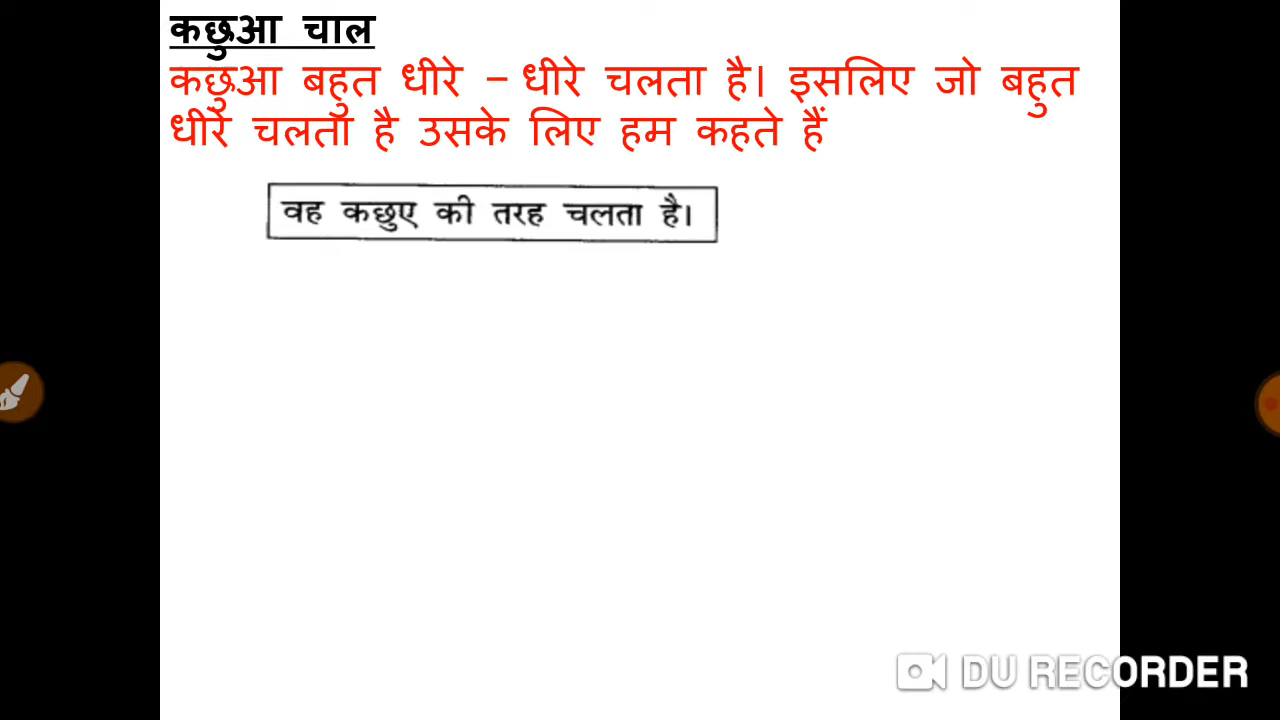 कछुआ चाल
कछुआ बहुत धीरे – धीरे चलता है। इसलिए जो बहुत
धीरे चलता है उसके लिए हम कहते हैं
वह कछुए की तरह चलता है।
DU RECORDER